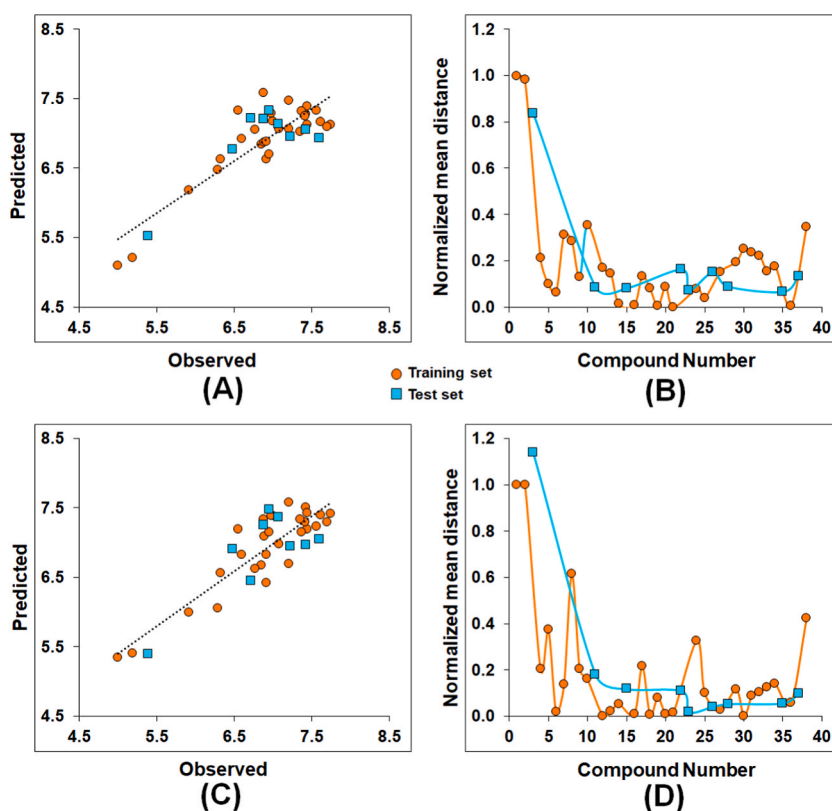 8.5
7.5
6.5
5.5
4.5
4.5 5.5 6.5 7.5 8.5
Predicted
Observed
(A)
1.2
1.0
0.8
0.6
0.4
0.2
0.0
0 5 10 15 20 25 30 35 40
Normalized mean distance
Compound Number
(B)
Training set
Test set
8.5
7.5
6.5
5.5
4.5
4.5 5.5 6.5 7.5 8.5
Predicted
Observed
(C)
1.2
1.0
0.8
0.6
0.4
0.2
0.0
0 5 10 15 20 25 30 35 40
Normalized mean distance
Compound Number
(D)